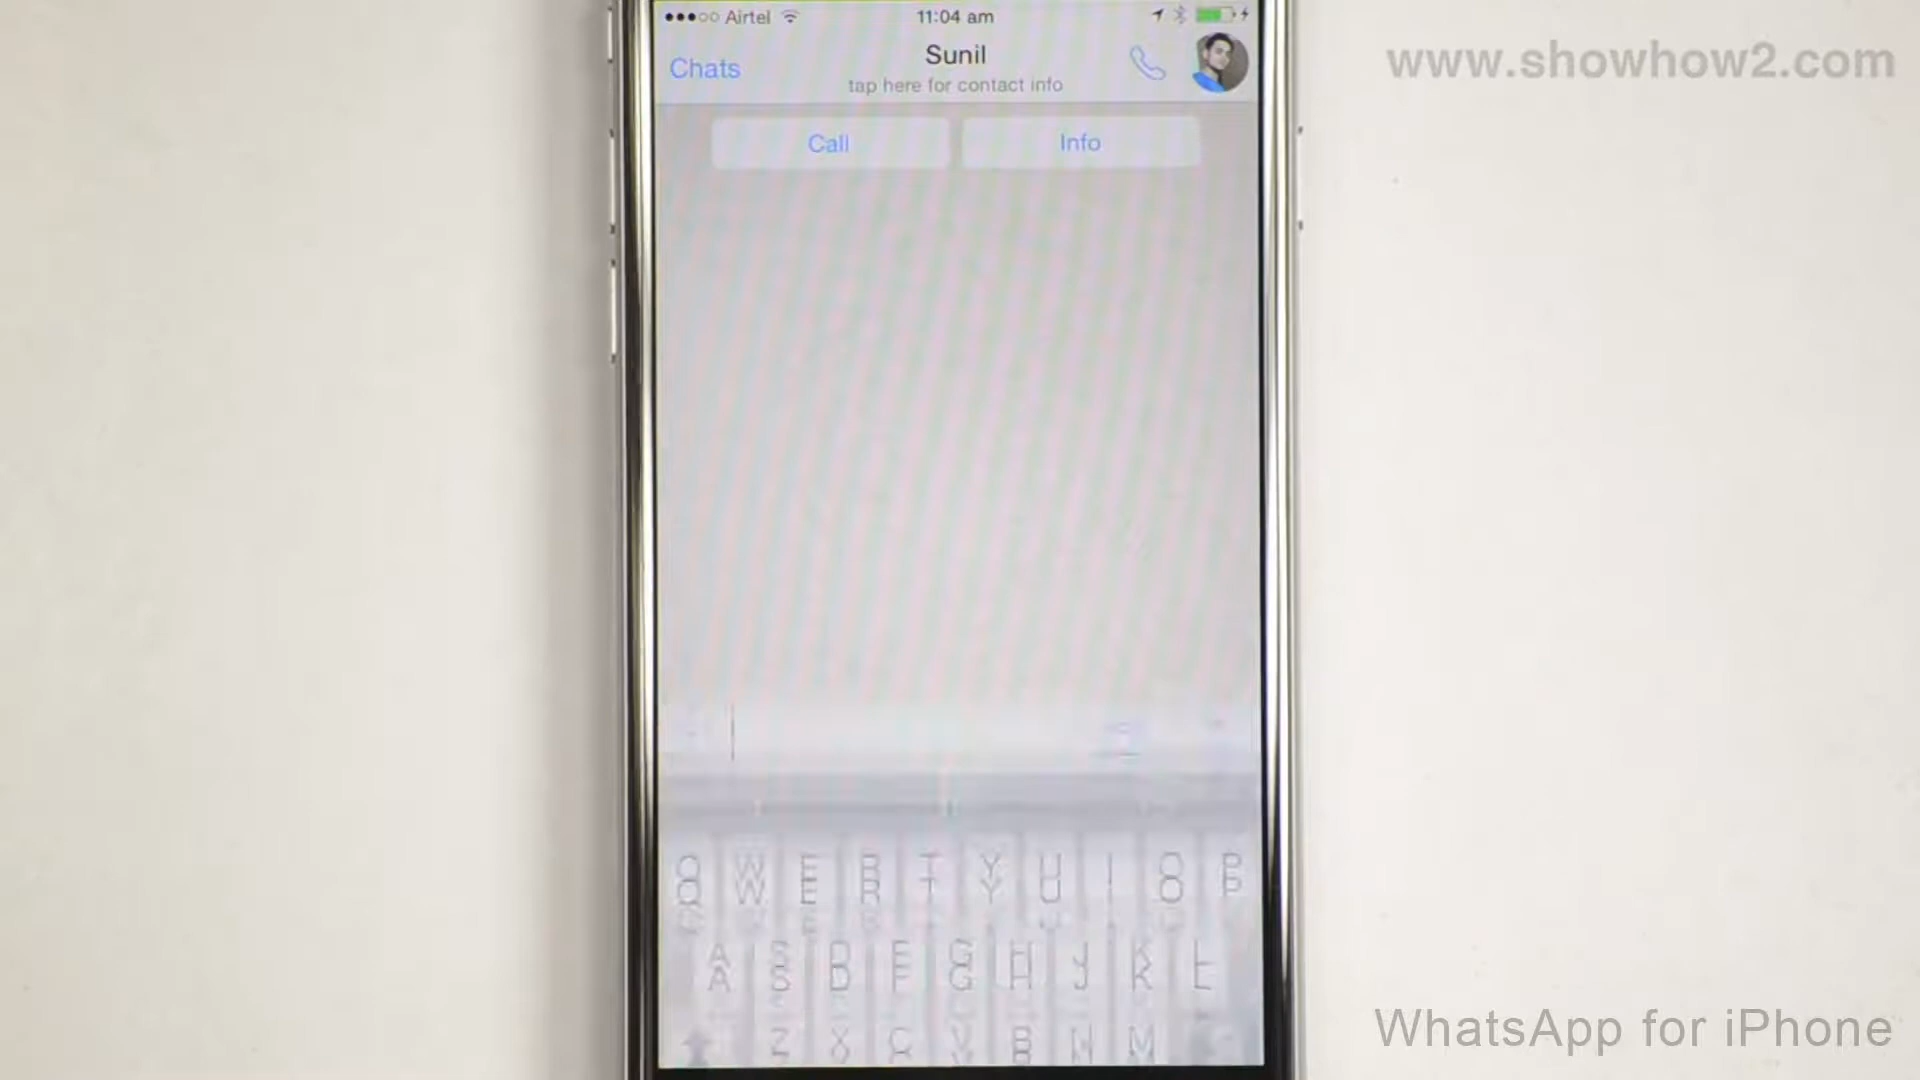 Airtel 11:04 am
www.showhow2.com
Chats Sunil
tap here for contact info
Call Info
Q W E R T Y U I O P
A S D F G H J K L
Z X C V B N M
WhatsApp for iPhone